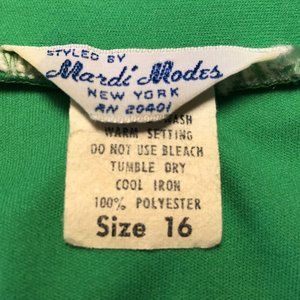 STYLED BY
Mardi Modes
NEW YORK
RN 20401
WASH
WARM SETTING
DO NOT USE BLEACH
TUMBLE DRY
COOL IRON
100% POLYESTER
Size 16